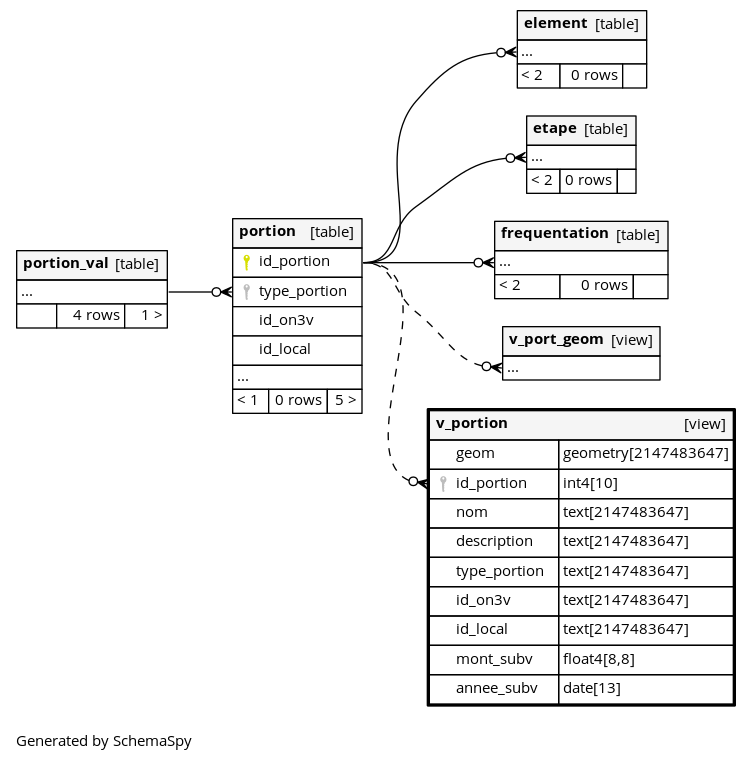 element [table]
...
< 2 0 rows
etape [table]
...
< 2 0 rows
portion [table]
id_portion
type_portion
id_on3v
id_local
...
< 1 0 rows 5 >
frequentation [table]
...
< 2 0 rows
portion_val [table]
...
4 rows 1 >
v_port_geom [view]
...
v_portion [view]
geom geometry[2147483647]
id_portion int4[10]
nom text[2147483647]
description text[2147483647]
type_portion text[2147483647]
id_on3v text[2147483647]
id_local text[2147483647]
mont_subv float4[8,8]
annee_subv date[13]
Generated by SchemaSpy